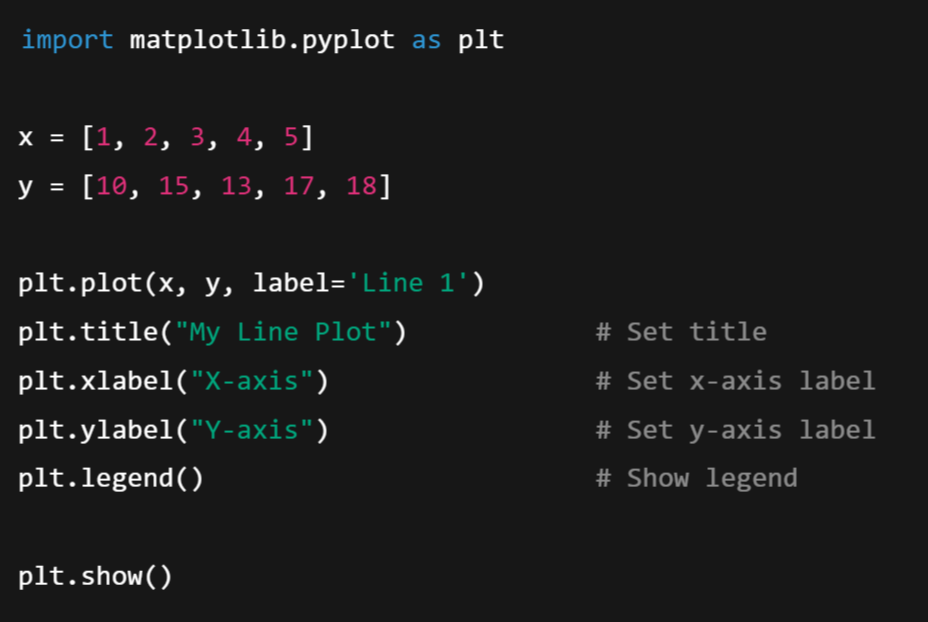 import matplotlib.pyplot as plt
x = [1, 2, 3, 4, 5]
y = [10, 15, 13, 17, 18]
plt.plot(x, y, label='Line 1')
plt.title("My Line Plot")            # Set title
plt.xlabel("X-axis")                 # Set x-axis label
plt.ylabel("Y-axis")                 # Set y-axis label
plt.legend()                         # Show legend
plt.show()